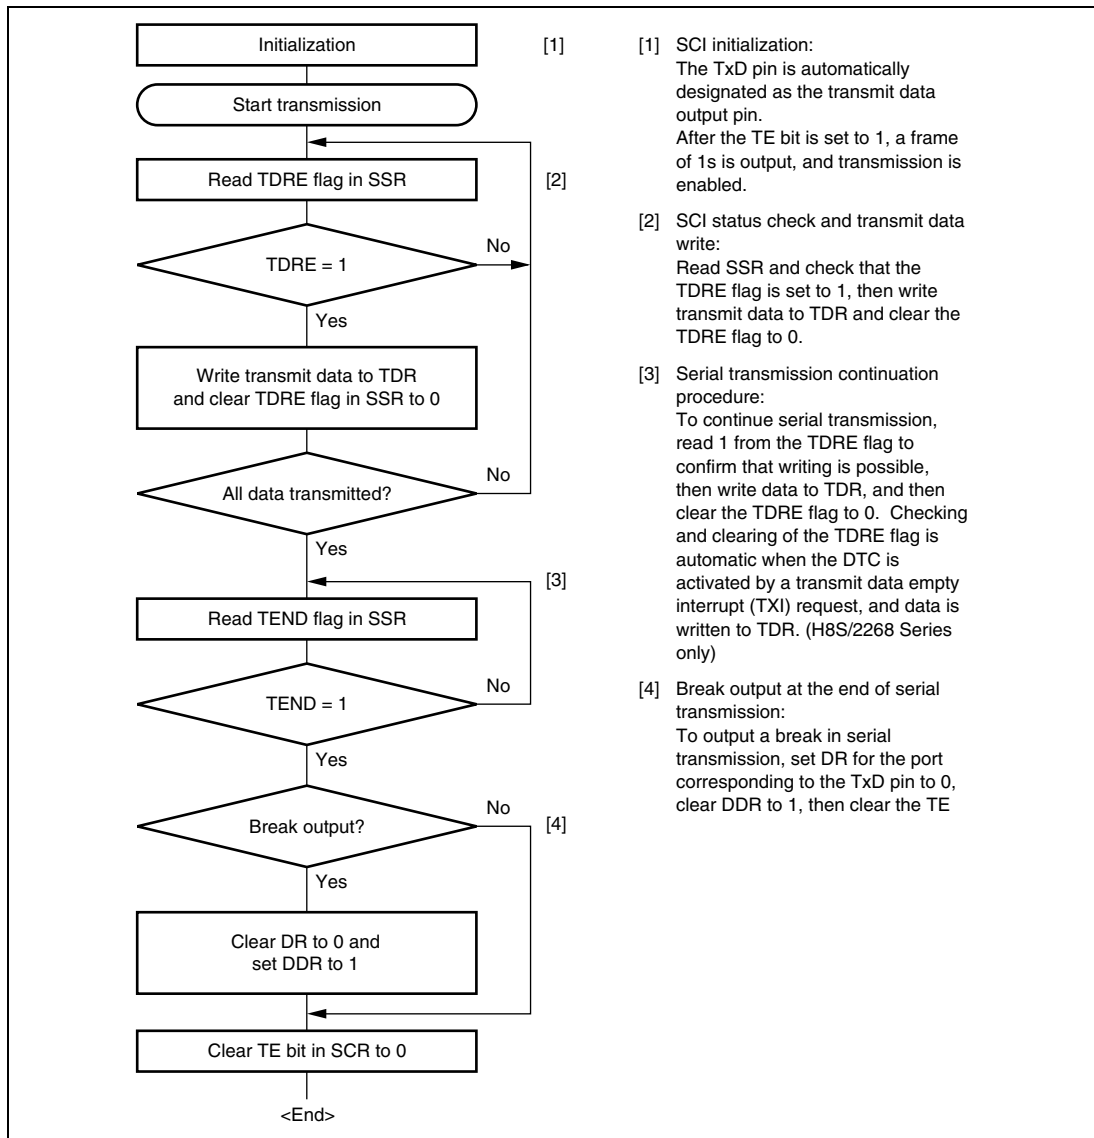 Initialization
[1]
Start transmission
Read TDRE flag in SSR
[2]
TDRE = 1
No
Yes
Write transmit data to TDR
and clear TDRE flag in SSR to 0
All data transmitted?
No
Yes
[3]
Read TEND flag in SSR
TEND = 1
No
Yes
Break output?
No
[4]
Yes
Clear DR to 0 and
set DDR to 1
Clear TE bit in SCR to 0
<End>
[1] SCI initialization:
The TxD pin is automatically
designated as the transmit data
output pin.
After the TE bit is set to 1, a frame
of 1s is output, and transmission is
enabled.
[2] SCI status check and transmit data
write:
Read SSR and check that the
TDRE flag is set to 1, then write
transmit data to TDR and clear the
TDRE flag to 0.
[3] Serial transmission continuation
procedure:
To continue serial transmission,
read 1 from the TDRE flag to
confirm that writing is possible,
then write data to TDR, and then
clear the TDRE flag to 0. Checking
and clearing of the TDRE flag is
automatic when the DTC is
activated by a transmit data empty
interrupt (TXI) request, and data is
written to TDR. (H8S/2268 Series
only)
[4] Break output at the end of serial
transmission:
To output a break in serial
transmission, set DR for the port
corresponding to the TxD pin to 0,
clear DDR to 1, then clear the TE